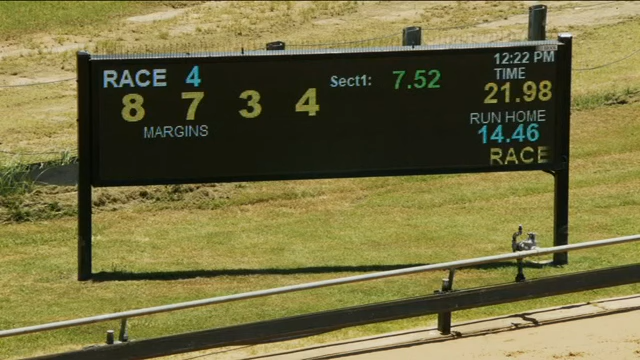 12:22 PM
RACE 4 Sect1: 7.52 TIME
8 7 3 4 21.98
MARGINS RUN HOME
14.46
RACE